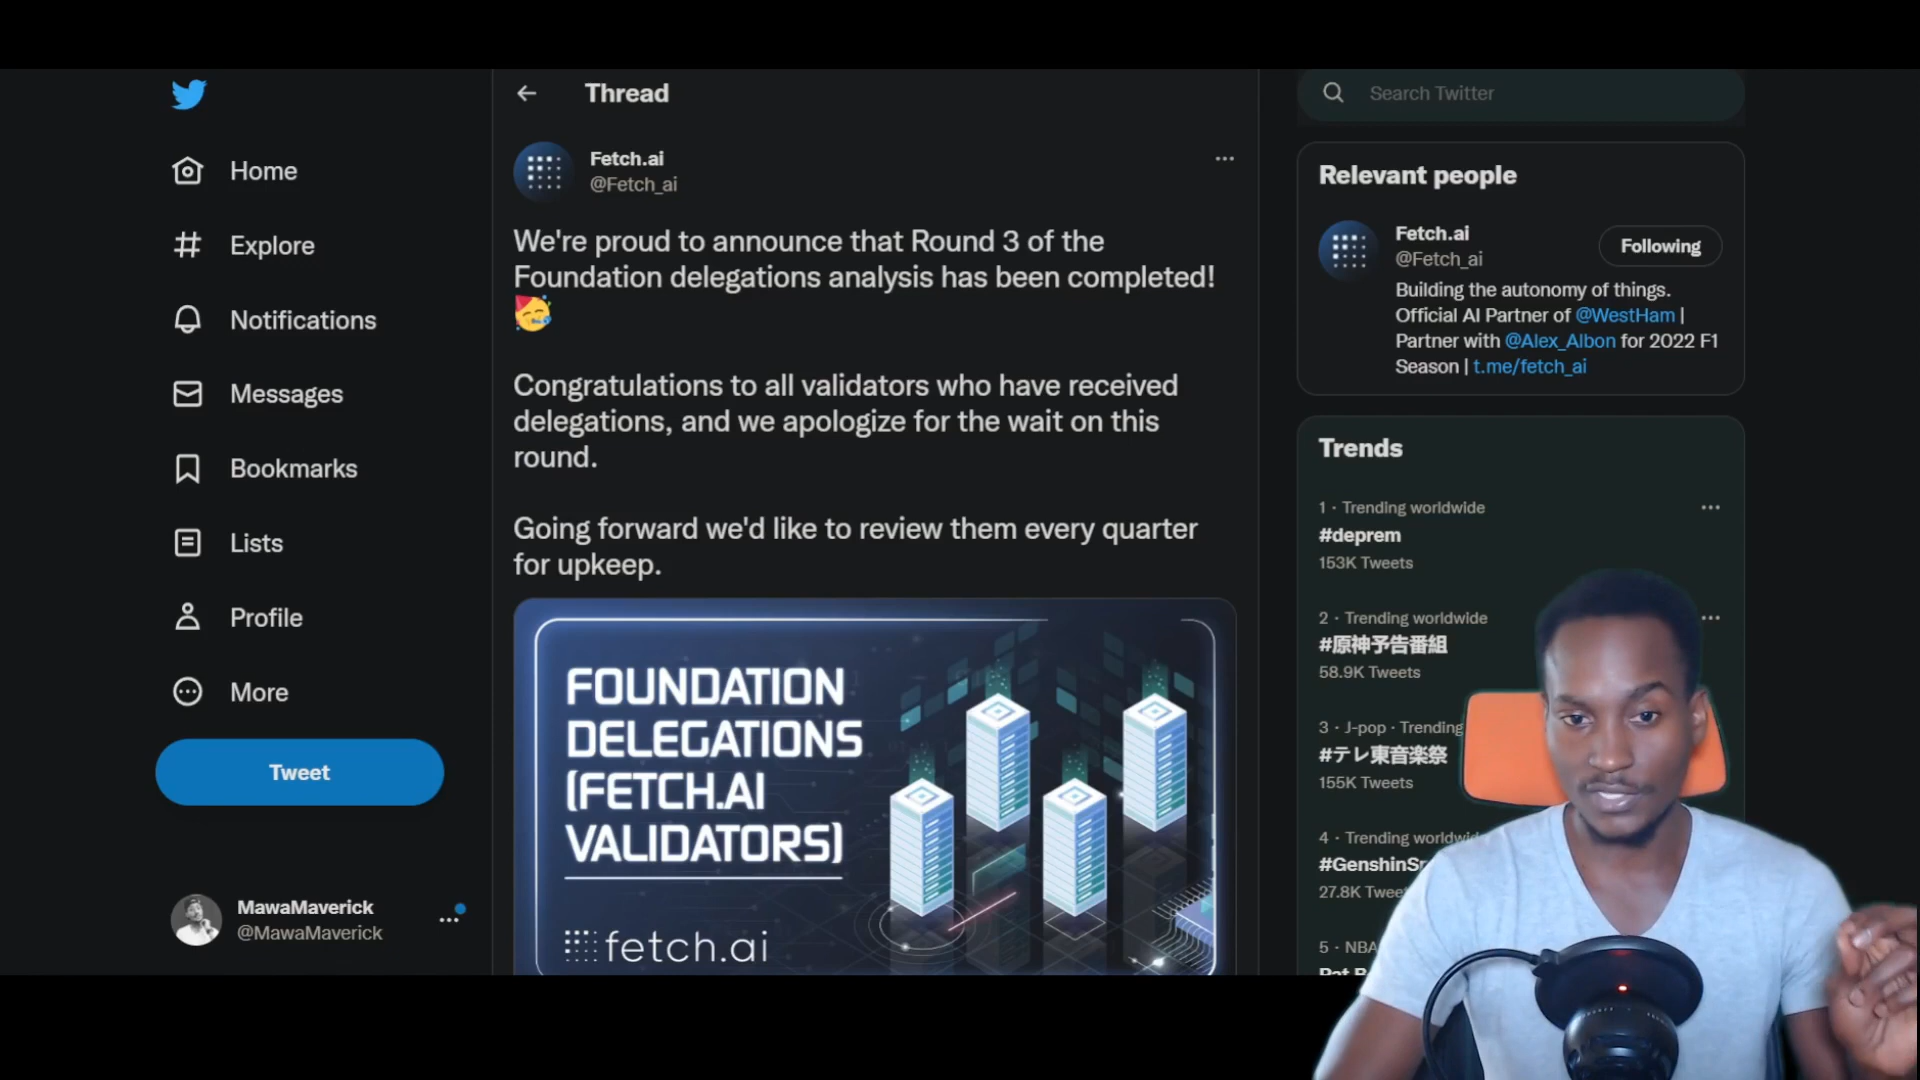 Home
Explore
Notifications
Messages
Bookmarks
Lists
Profile
More
Tweet
MawaMaverick
@MawaMaverick
Thread
Fetch.ai
@Fetch_ai
We're proud to announce that Round 3 of the
Foundation delegations analysis has been completed!
Congratulations to all validators who have received
delegations, and we apologize for the wait on this
round.
Going forward we'd like to review them every quarter
for upkeep.
FOUNDATION
DELEGATIONS
(FETCH.AI
VALIDATORS)
fetch.ai
Search Twitter
Relevant people
Fetch.ai
@Fetch_ai
Following
Building the autonomy of things.
Official AI Partner of @WestHam |
Partner with @Alex_Albon for 2022 F1
Season | t.me/fetch_ai
Trends
1 · Trending worldwide
#deprem
153K Tweets
2 · Trending worldwide
#原神予告番組
58.9K Tweets
3 · J-pop · Trending
#テレ東音楽祭
155K Tweets
4 · Trending
27.8K
5 · NBA